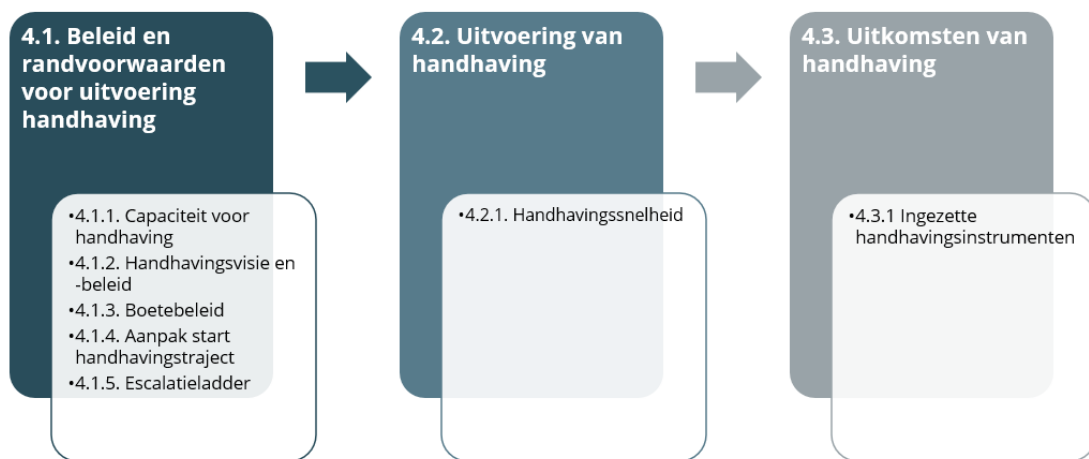 4.1. Beleid en
randvoorwaarden
voor uitvoering
handhaving
•4.1.1. Capaciteit voor
handhaving
•4.1.2. Handhavingsvisie en
-beleid
•4.1.3. Boetebeleid
•4.1.4. Aanpak start
handhavingstraject
•4.1.5. Escalatieladder
4.2. Uitvoering van
handhaving
•4.2.1. Handhavingssnelheid
4.3. Uitkomsten van
handhaving
•4.3.1 Ingezette
handhavingsinstrumenten